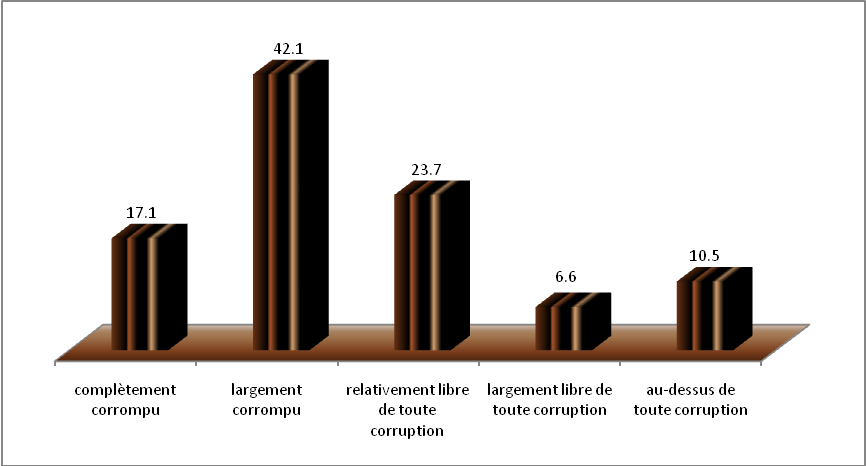 42.1
23.7
17.1
10.5
6.6
complètement
corrompu
largement
corrompu
relativement libre
de toute
corruption
largement libre de
toute corruption
au-dessus de
toute corruption